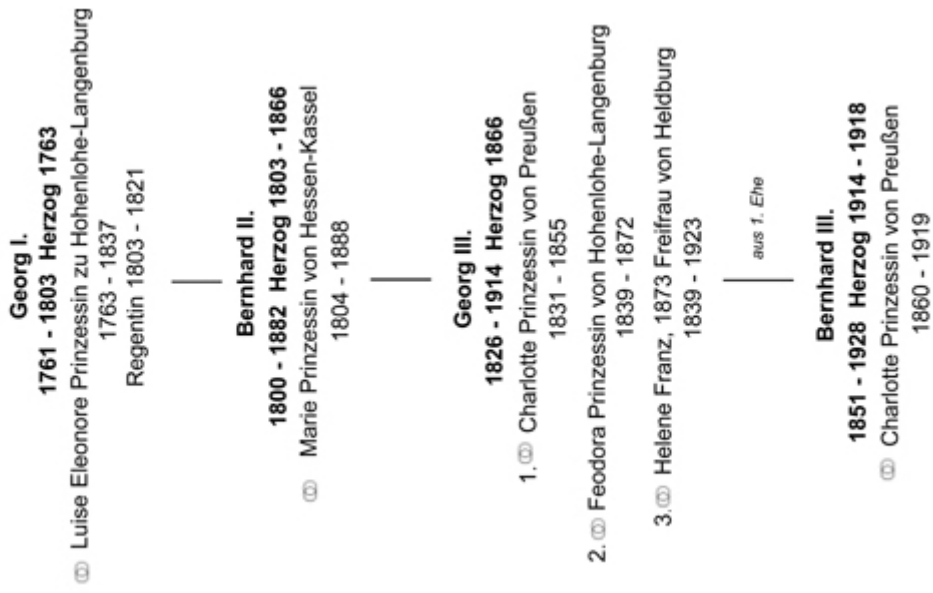 Georg I.
1761 - 1803 Herzog 1763
Luise Eleonore Prinzessin zu Hohenlohe-Langenburg
1763 - 1837
Regentin 1803 - 1821
Bernhard II.
1800 - 1882 Herzog 1803 - 1866
Marie Prinzessin von Hessen-Kassel
1804 - 1888
Georg III.
1826 - 1914 Herzog 1866
1. Charlotte Prinzessin von Preußen
1831 - 1855
2. Feodora Prinzessin von Hohenlohe-Langenburg
1839 - 1872
3. Helene Franz, 1873 Freifrau von Heldburg
1839 - 1923
aus 1. Ehe
Bernhard III.
1851 - 1928 Herzog 1914 - 1918
Charlotte Prinzessin von Preußen
1860 - 1919